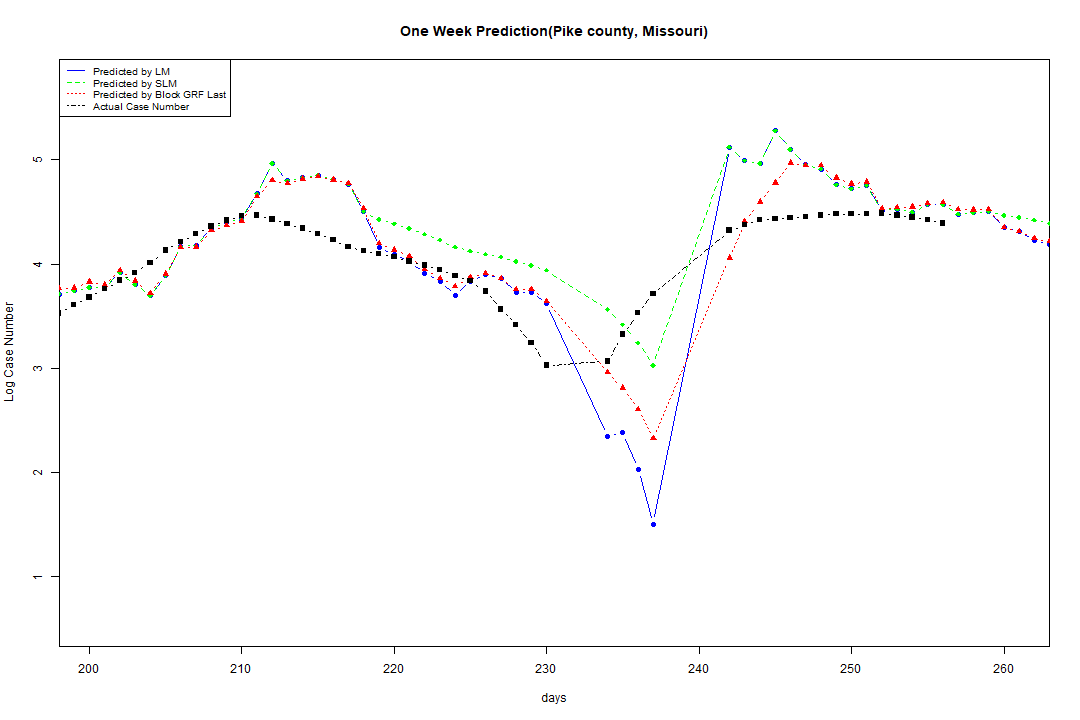 One Week Prediction(Pike county, Missouri)
Predicted by LM
Predicted by SLM
Predicted by Block GRF Last
Actual Case Number
5
4
3
2
1
Log Case Number
200 210 220 230 240 250 260
days